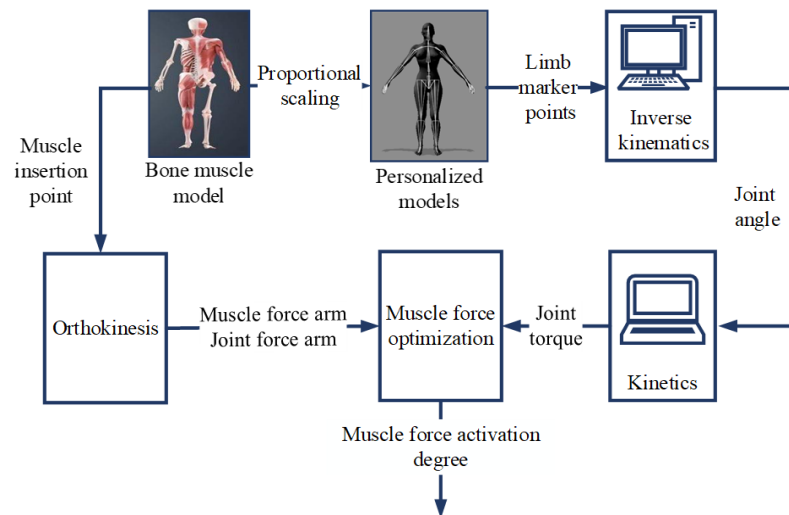 Proportional
scaling
Limb
marker
points
Inverse
kinematics
Muscle
insertion
point
Bone muscle
model
Personalized
models
Joint
angle
Orthokinesis
Muscle force arm
Joint force arm
Muscle force
optimization
Joint
torque
Kinetics
Muscle force activation
degree